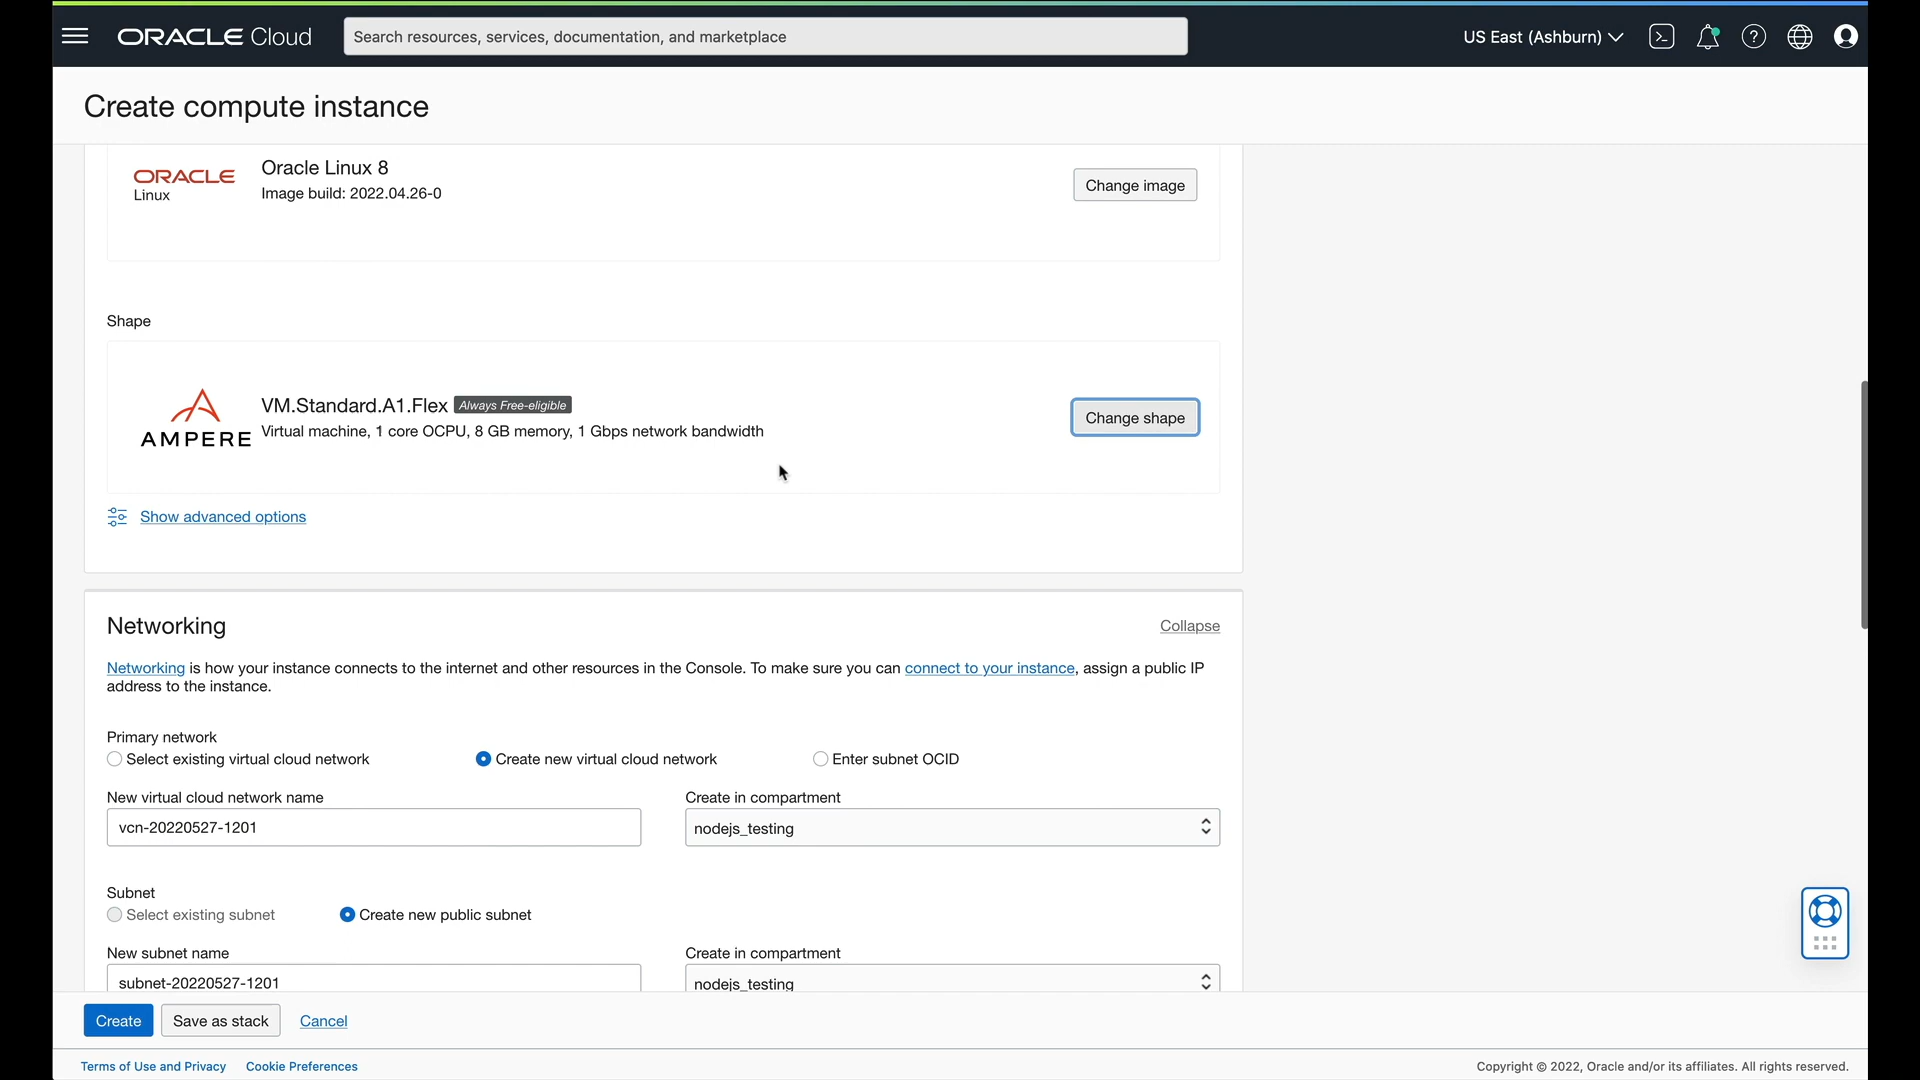 ORACLE Cloud
Search resources, services, documentation, and marketplace
US East (Ashburn)
Create compute instance
ORACLE
Linux
Oracle Linux 8
Image build: 2022.04.26-0
Change image
Shape
AMPERE
VM.Standard.A1.Flex Always Free-eligible
Virtual machine, 1 core OCPU, 8 GB memory, 1 Gbps network bandwidth
Change shape
Show advanced options
Networking
Collapse
Networking is how your instance connects to the internet and other resources in the Console. To make sure you can connect to your instance, assign a public IP
address to the instance.
Primary network
Select existing virtual cloud network
Create new virtual cloud network
Enter subnet OCID
New virtual cloud network name
Create in compartment
vcn-20220527-1201
nodejs_testing
Subnet
Select existing subnet
Create new public subnet
New subnet name
Create in compartment
subnet-20220527-1201
nodejs_testing
Create
Save as stack
Cancel
Terms of Use and Privacy
Cookie Preferences
Copyright © 2022, Oracle and/or its affiliates. All rights reserved.